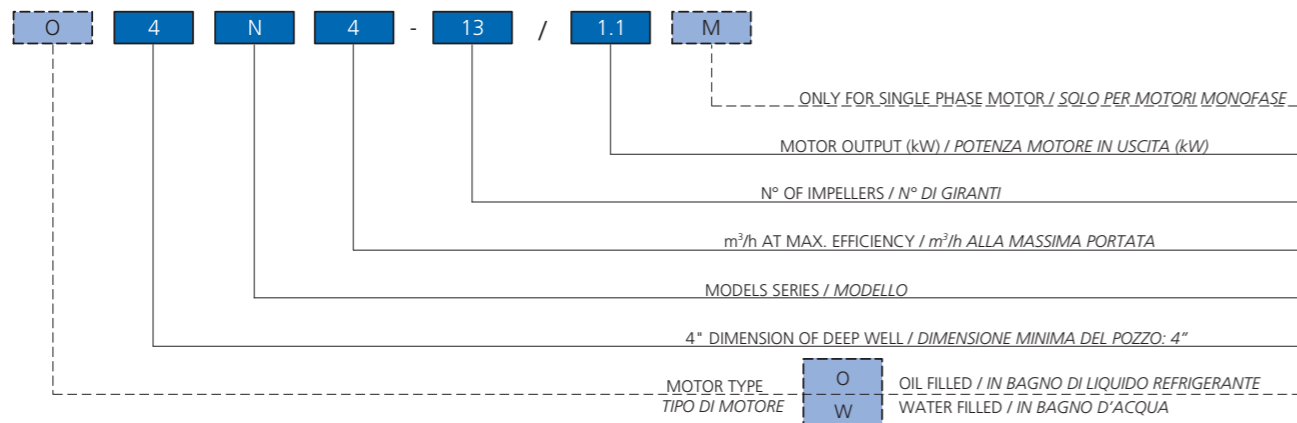 O 4 N 4 - 13 / 1.1 M
ONLY FOR SINGLE PHASE MOTOR / SOLO PER MOTORI MONOFASE
MOTOR OUTPUT (kW) / POTENZA MOTORE IN USCITA (kW)
N° OF IMPELLERS / N° DI GIRANTI
m³/h AT MAX. EFFICIENCY / m³/h ALLA MASSIMA PORTATA
MODELS SERIES / MODELLO
4" DIMENSION OF DEEP WELL / DIMENSIONE MINIMA DEL POZZO: 4"
MOTOR TYPE O OIL FILLED / IN BAGNO DI LIQUIDO REFRIGERANTE
TIPO DI MOTORE W WATER FILLED / IN BAGNO D'ACQUA